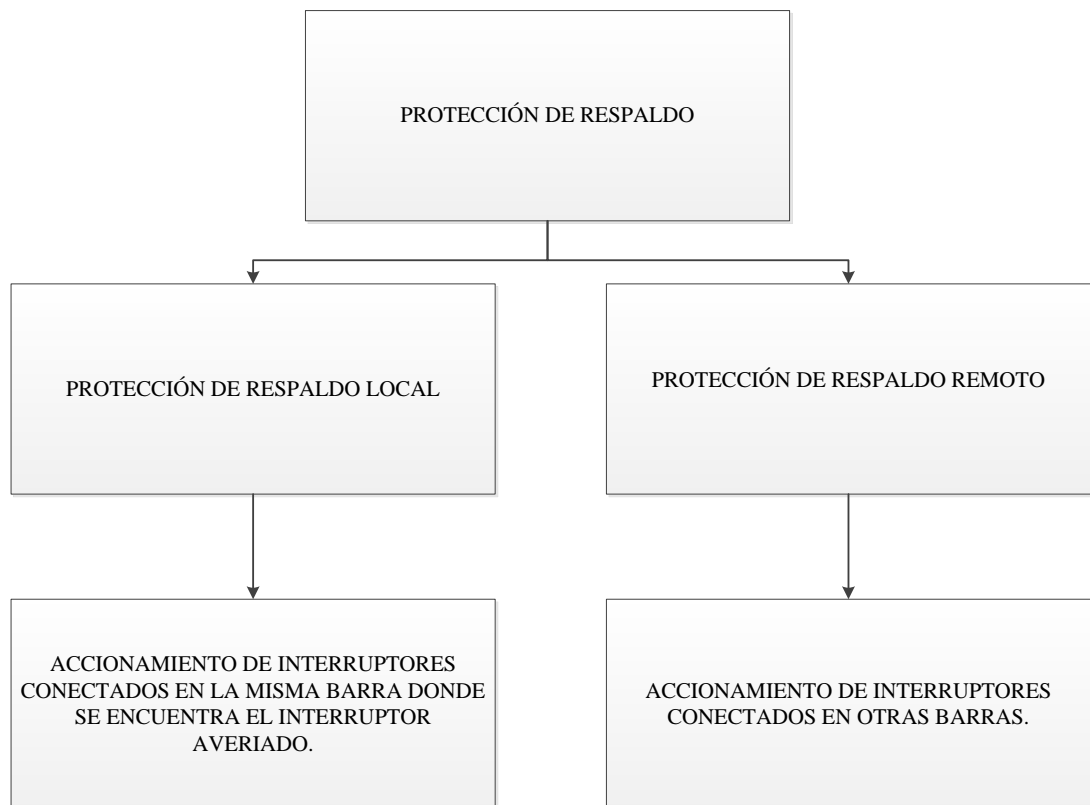 PROTECCIÓN DE RESPALDO
PROTECCIÓN DE RESPALDO LOCAL
PROTECCIÓN DE RESPALDO REMOTO
ACCIONAMIENTO DE INTERRUPTORES
CONECTADOS EN LA MISMA BARRA DONDE
SE ENCUENTRA EL INTERRUPTOR
AVERIADO.
ACCIONAMIENTO DE INTERRUPTORES
CONECTADOS EN OTRAS BARRAS.